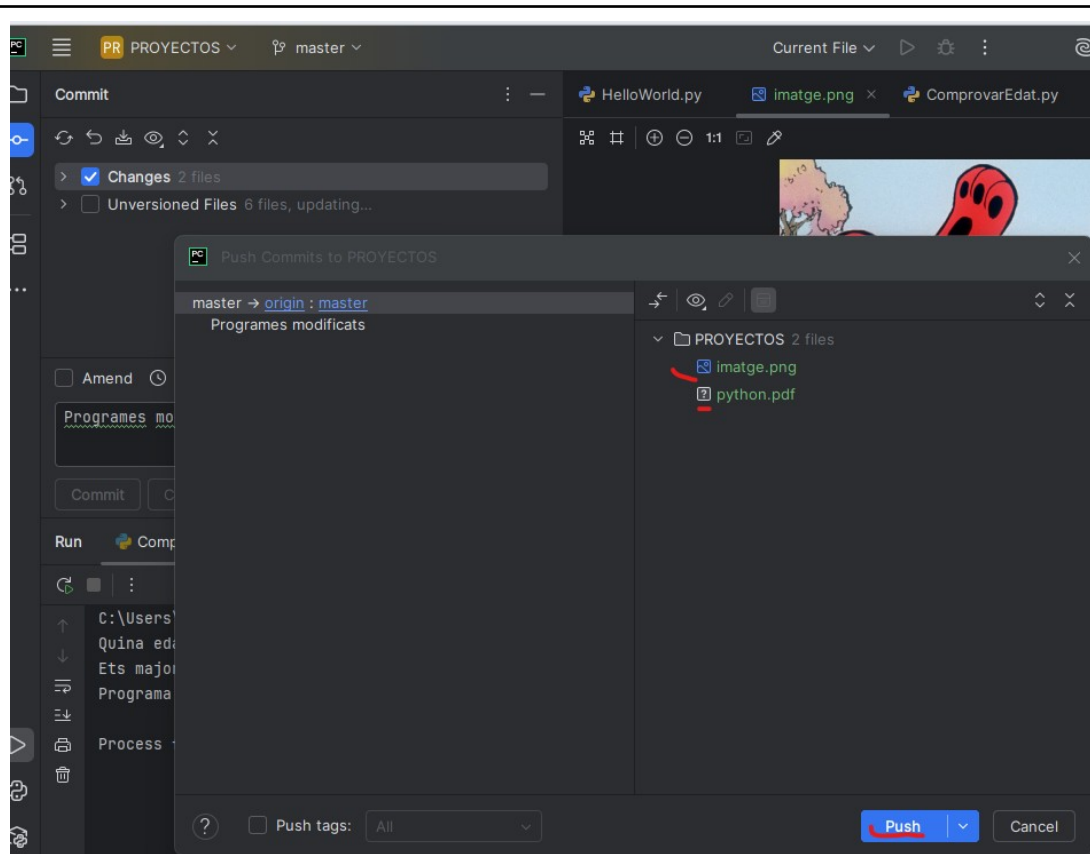 PC PR PROYECTOS master Current File
Commit
HelloWorld.py imatge.png ComprovarEdat.py
1:1
Changes 2 files
Unversioned Files 6 files, updating...
PC Push Commits to PROYECTOS
master → origin : master
Programes modificats
PROYECTOS 2 files
imatge.png
? python.pdf
Amend
Programes mo
Commit C
Run Comp
C:\Users\
Quina eda
Ets major
Programa
Process
? Push tags: All Push Cancel